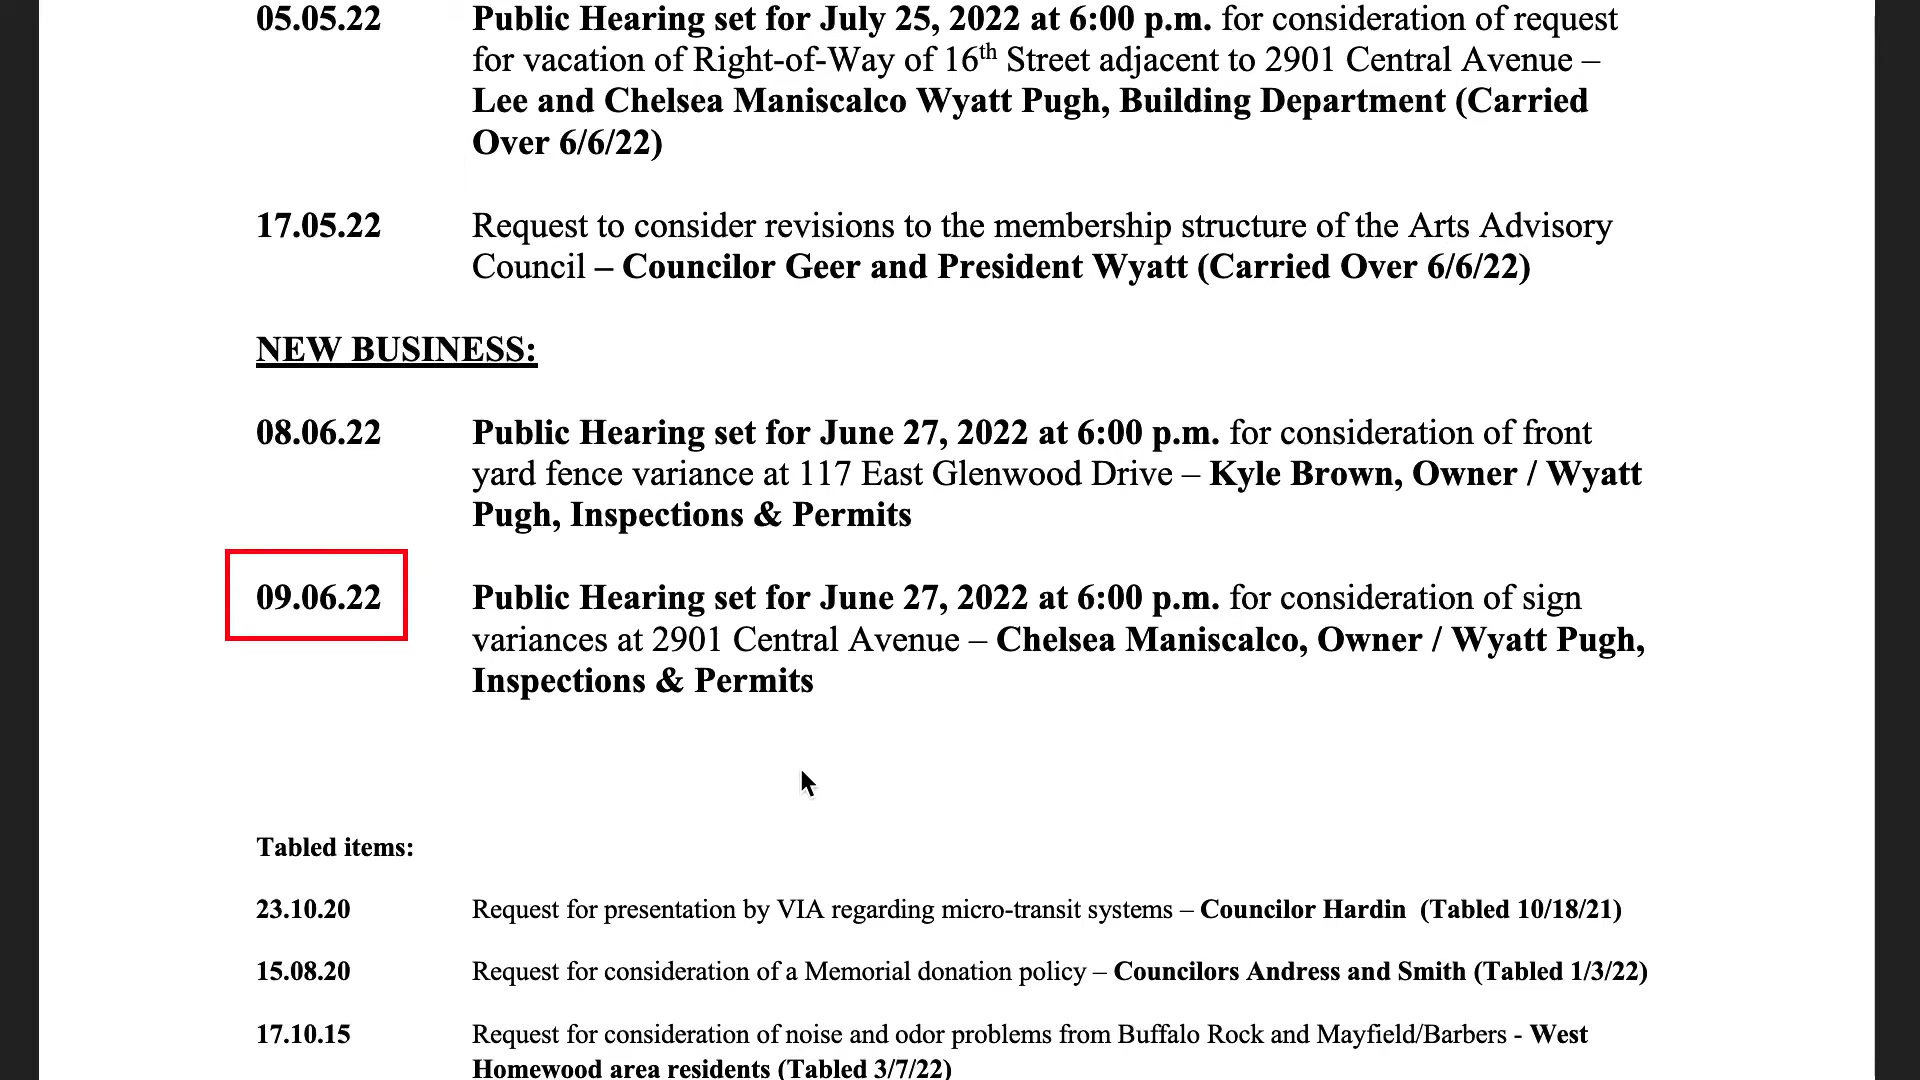 05.05.22 Public Hearing set for July 25, 2022 at 6:00 p.m. for consideration of request
for vacation of Right-of-Way of 16th Street adjacent to 2901 Central Avenue –
Lee and Chelsea Maniscalco Wyatt Pugh, Building Department (Carried
Over 6/6/22)
17.05.22 Request to consider revisions to the membership structure of the Arts Advisory
Council – Councilor Geer and President Wyatt (Carried Over 6/6/22)
NEW BUSINESS:
08.06.22 Public Hearing set for June 27, 2022 at 6:00 p.m. for consideration of front
yard fence variance at 117 East Glenwood Drive – Kyle Brown, Owner / Wyatt
Pugh, Inspections & Permits
09.06.22 Public Hearing set for June 27, 2022 at 6:00 p.m. for consideration of sign
variances at 2901 Central Avenue – Chelsea Maniscalco, Owner / Wyatt Pugh,
Inspections & Permits
Tabled items:
23.10.20 Request for presentation by VIA regarding micro-transit systems – Councilor Hardin (Tabled 10/18/21)
15.08.20 Request for consideration of a Memorial donation policy – Councilors Andress and Smith (Tabled 1/3/22)
17.10.15 Request for consideration of noise and odor problems from Buffalo Rock and Mayfield/Barbers - West
Homewood area residents (Tabled 3/7/22)